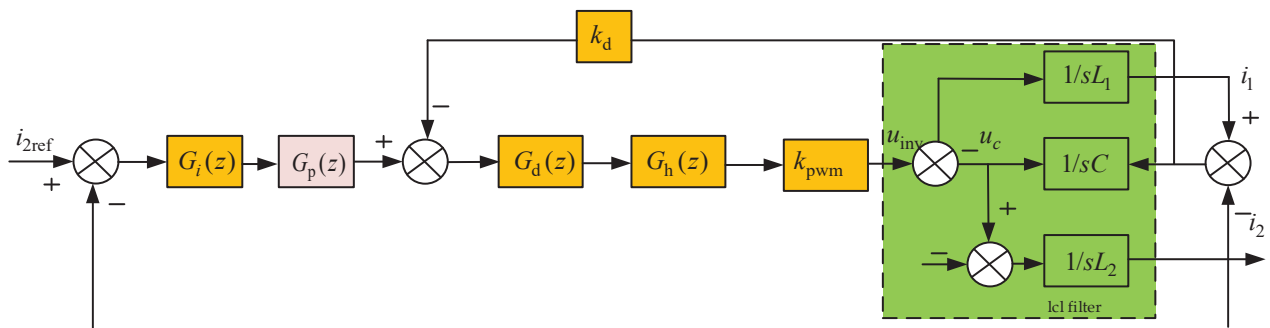 k_d
1/sL_1
i_1
+
−
i_2ref
+
−
G_i(z)
G_p(z)
+
G_d(z)
G_h(z)
k_pwm
u_inv
−u_c
1/sC
−
i_2
+
−
1/sL_2
lcl filter